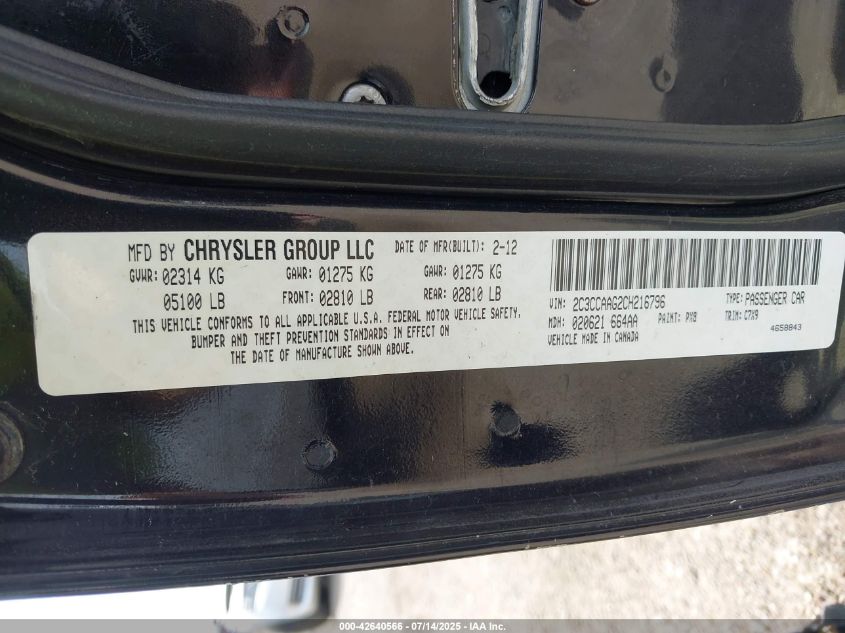 MFD BY CHRYSLER GROUP LLC DATE OF MFR(BUILT): 2-12
GVWR: 02314 KG GAWR: 01275 KG GAWR: 01275 KG
05100 LB FRONT: 02810 LB REAR: 02810 LB
THIS VEHICLE CONFORMS TO ALL APPLICABLE U.S.A. FEDERAL MOTOR VEHICLE SAFETY,
BUMPER AND THEFT PREVENTION STANDARDS IN EFFECT ON
THE DATE OF MANUFACTURE SHOWN ABOVE.
VIN: 2C3CCAAG2CH216796 TYPE: PASSENGER CAR
MDH: 020621 664AA PAINT: PX8 TRIM: C7X9
VEHICLE MADE IN CANADA 4658843
000-42640566 - 07/14/2025 - IAA Inc.